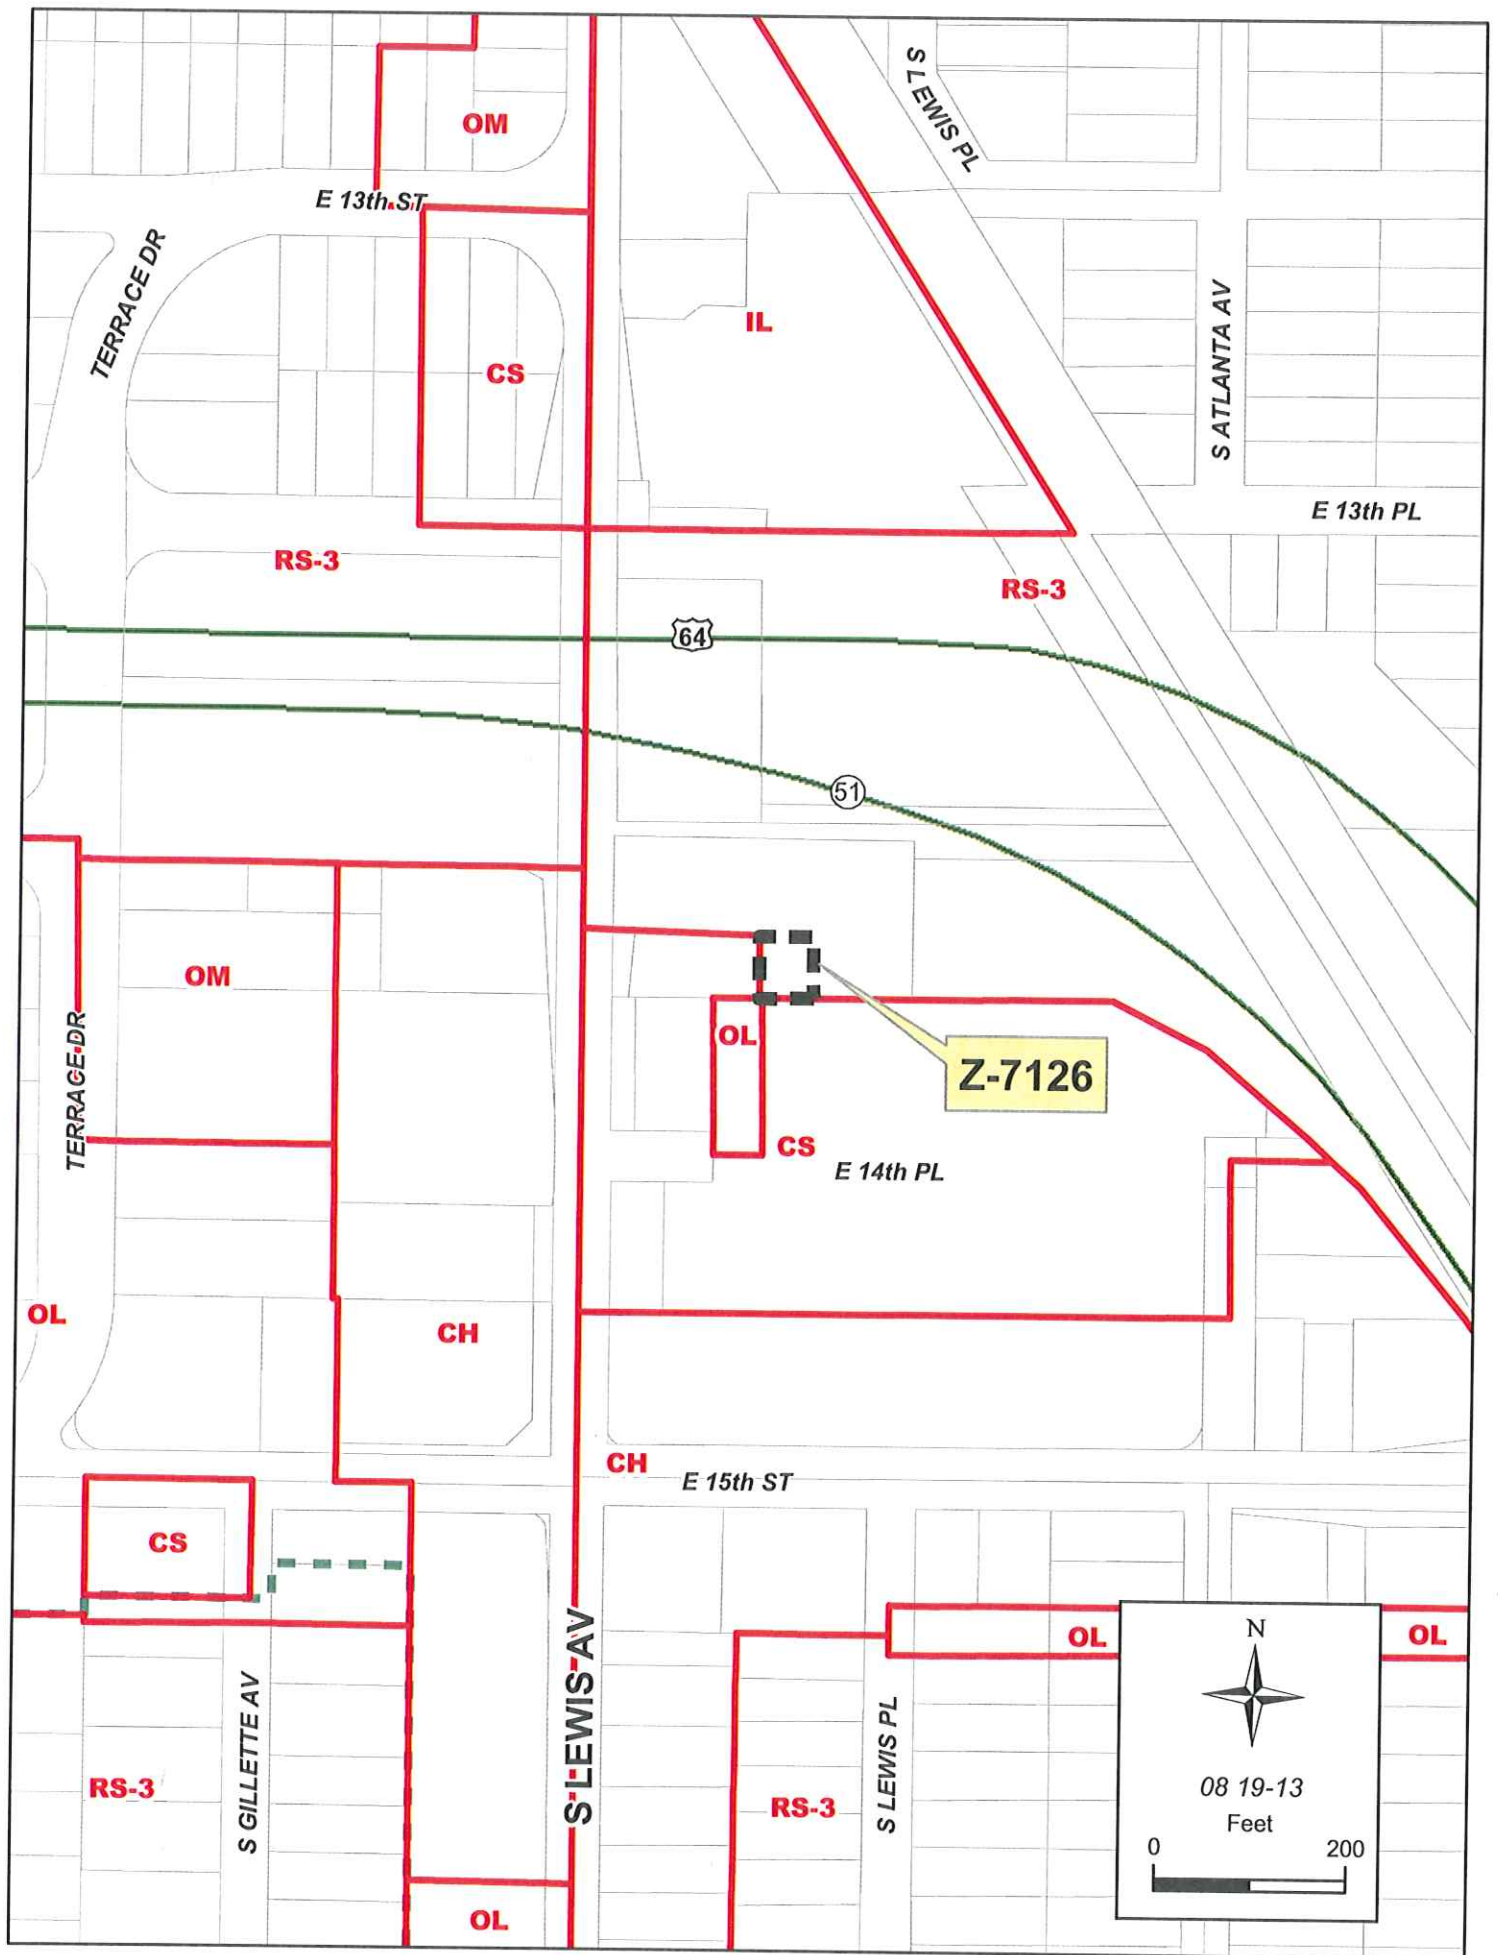 S LEWIS PL
OM
E 13th ST
TERRACE DR
IL
S ATLANTA AV
CS
E 13th PL
RS-3
RS-3
64
51
OM
OL
TERRACE DR
Z-7126
CS
E 14th PL
OL
CH
CH
E 15th ST
CS
S LEWIS AV
OL
OL
N
S GILLETTE AV
S LEWIS PL
RS-3
RS-3
08 19-13
Feet
0 200
OL